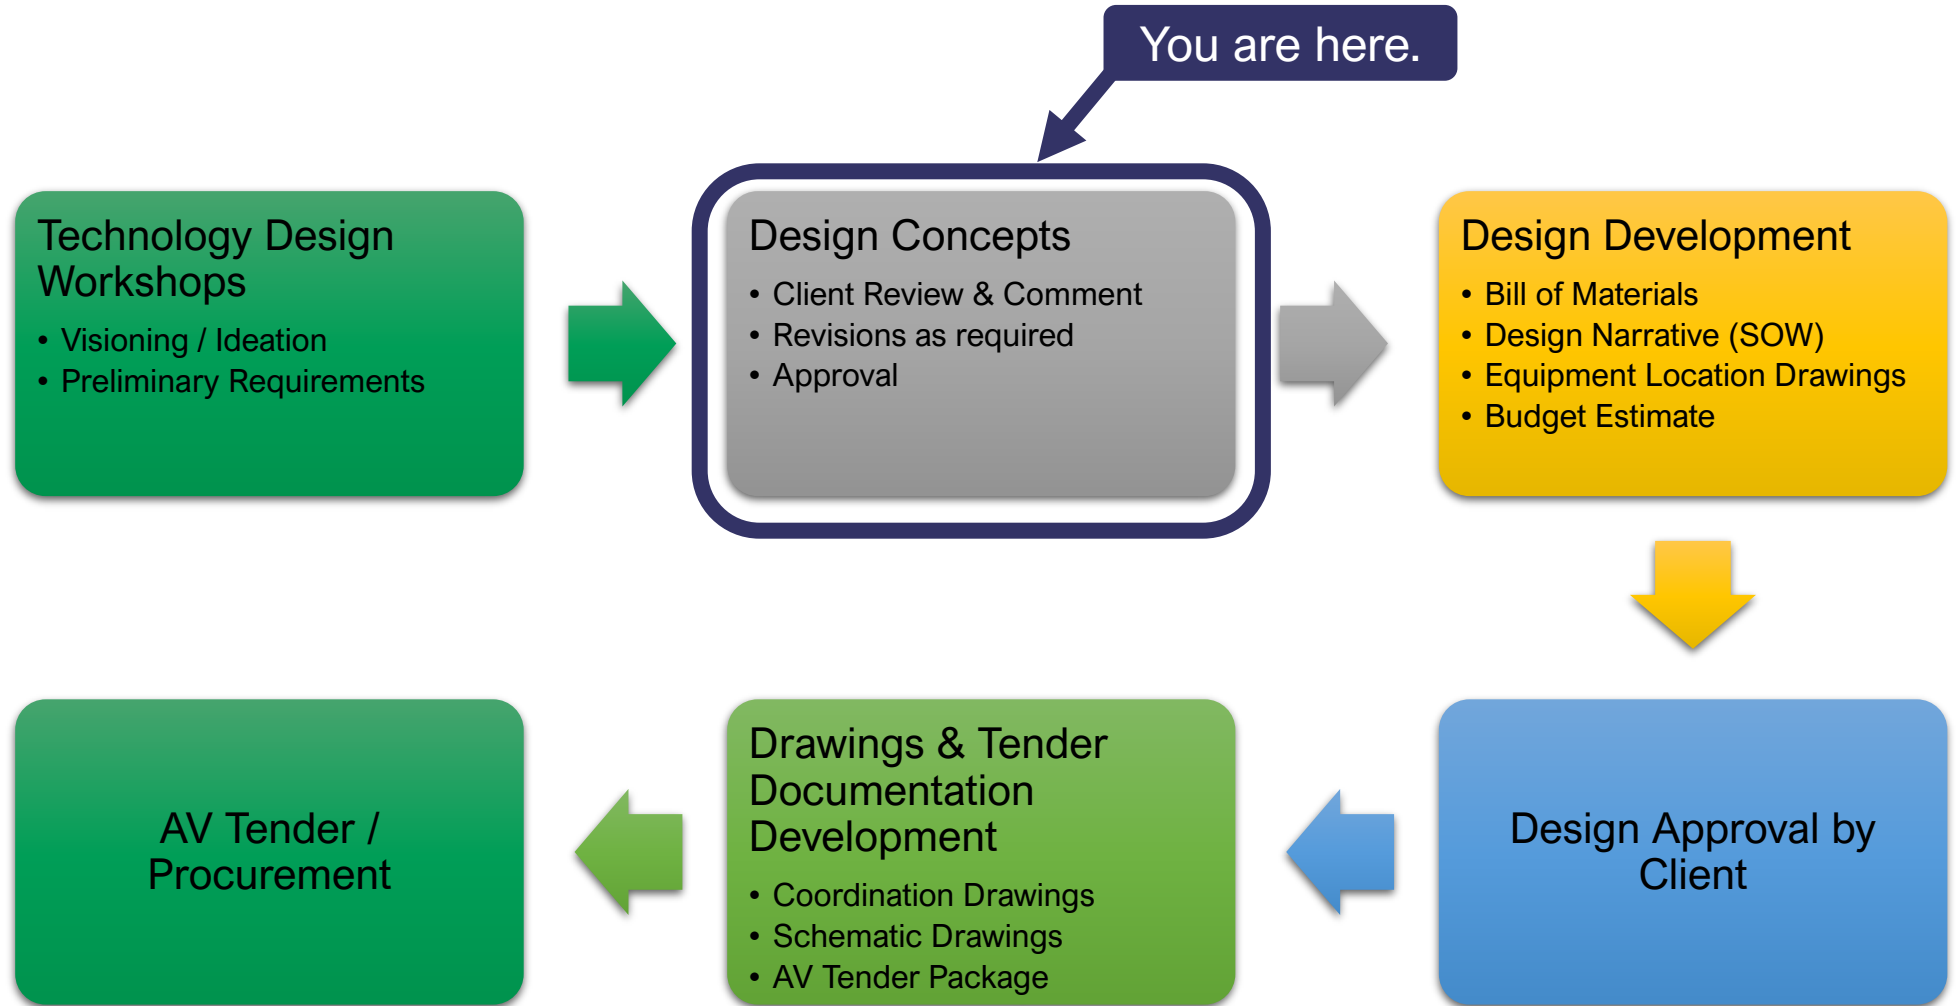 You are here.
Technology Design
Workshops
• Visioning / Ideation
• Preliminary Requirements
Design Concepts
• Client Review & Comment
• Revisions as required
• Approval
Design Development
• Bill of Materials
• Design Narrative (SOW)
• Equipment Location Drawings
• Budget Estimate
Design Approval by
Client
Drawings & Tender
Documentation
Development
• Coordination Drawings
• Schematic Drawings
• AV Tender Package
AV Tender /
Procurement